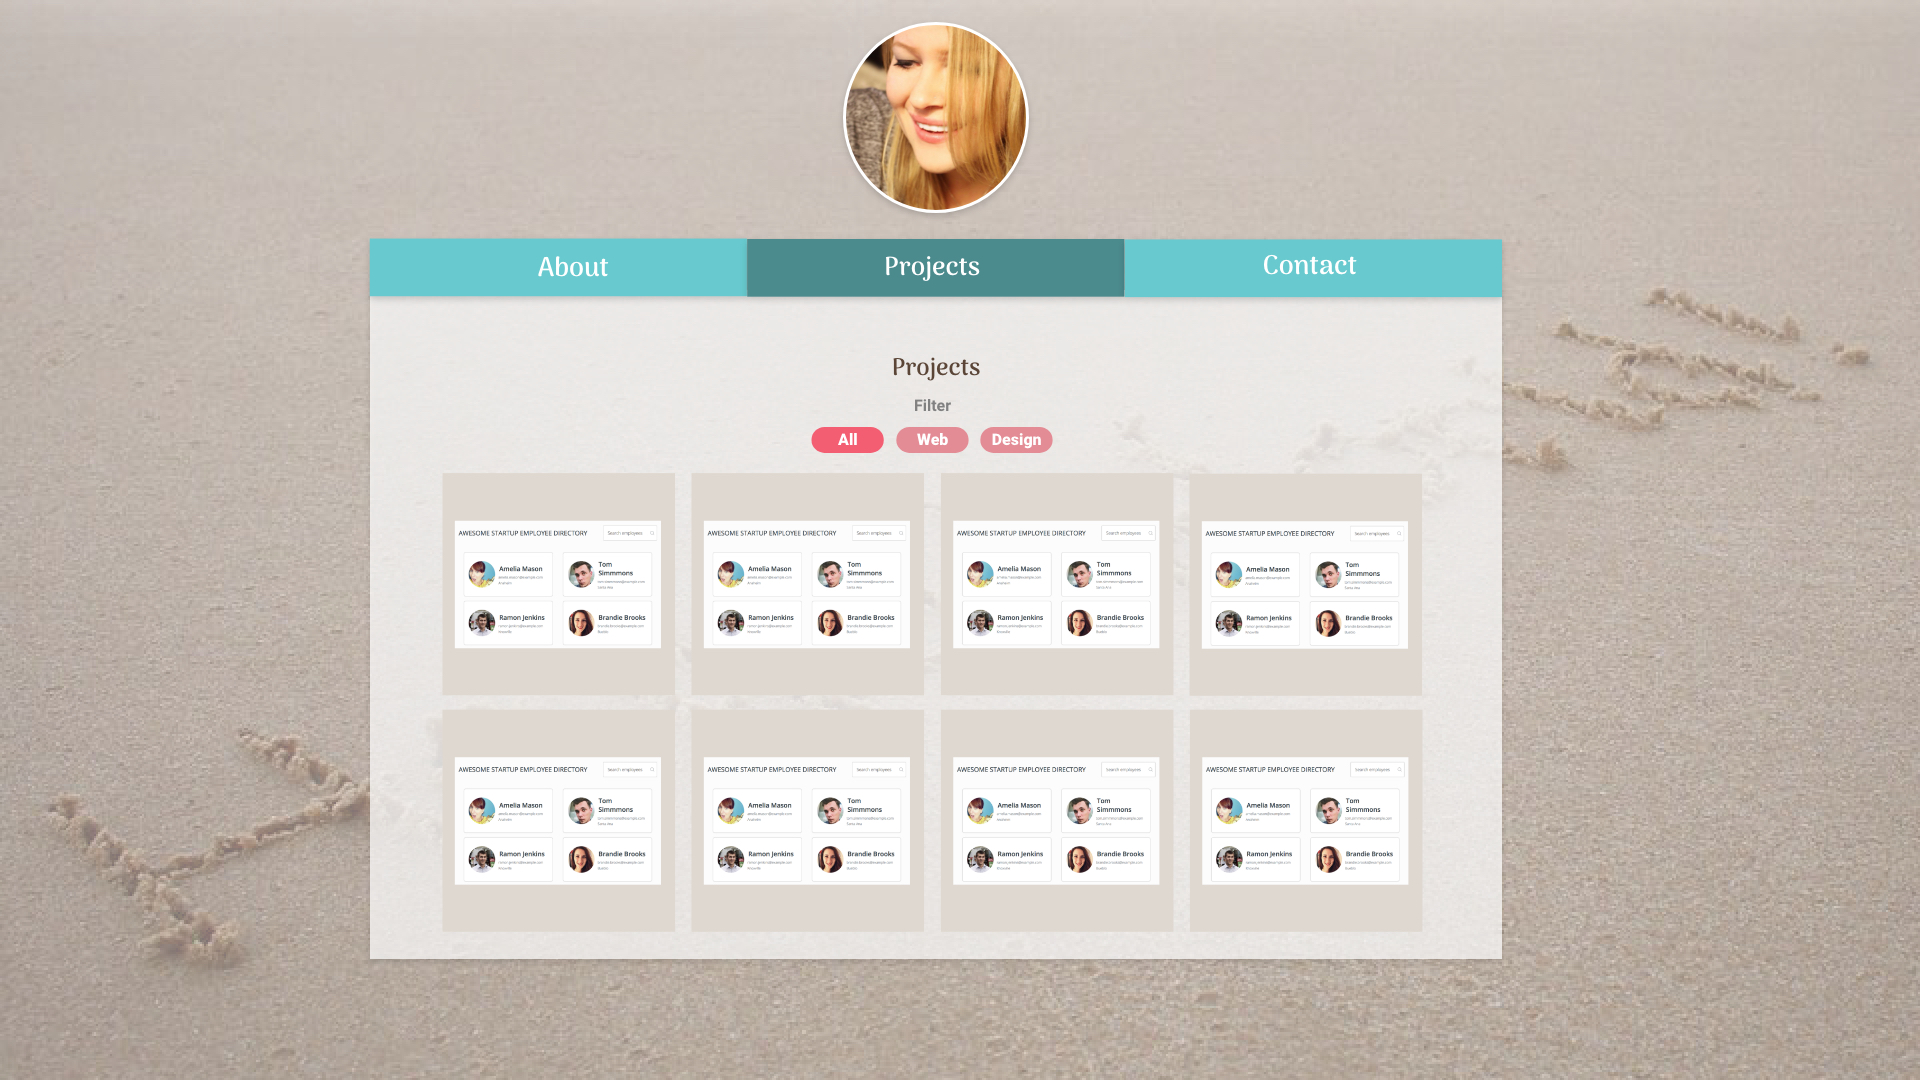 About
Projects
Contact
Projects
Filter
All
Web
Design
AWESOME STARTUP EMPLOYEE DIRECTORY
Search employees
Amelia Mason
Tom
Simmmons
Ramon Jenkins
Brandie Brooks
AWESOME STARTUP EMPLOYEE DIRECTORY
Search employees
Amelia Mason
Tom
Simmmons
Ramon Jenkins
Brandie Brooks
AWESOME STARTUP EMPLOYEE DIRECTORY
Search employees
Amelia Mason
Tom
Simmmons
Ramon Jenkins
Brandie Brooks
AWESOME STARTUP EMPLOYEE DIRECTORY
Search employees
Amelia Mason
Tom
Simmmons
Ramon Jenkins
Brandie Brooks
AWESOME STARTUP EMPLOYEE DIRECTORY
Search employees
Amelia Mason
Tom
Simmmons
Ramon Jenkins
Brandie Brooks
AWESOME STARTUP EMPLOYEE DIRECTORY
Search employees
Amelia Mason
Tom
Simmmons
Ramon Jenkins
Brandie Brooks
AWESOME STARTUP EMPLOYEE DIRECTORY
Search employees
Amelia Mason
Tom
Simmmons
Ramon Jenkins
Brandie Brooks
AWESOME STARTUP EMPLOYEE DIRECTORY
Search employees
Amelia Mason
Tom
Simmmons
Ramon Jenkins
Brandie Brooks